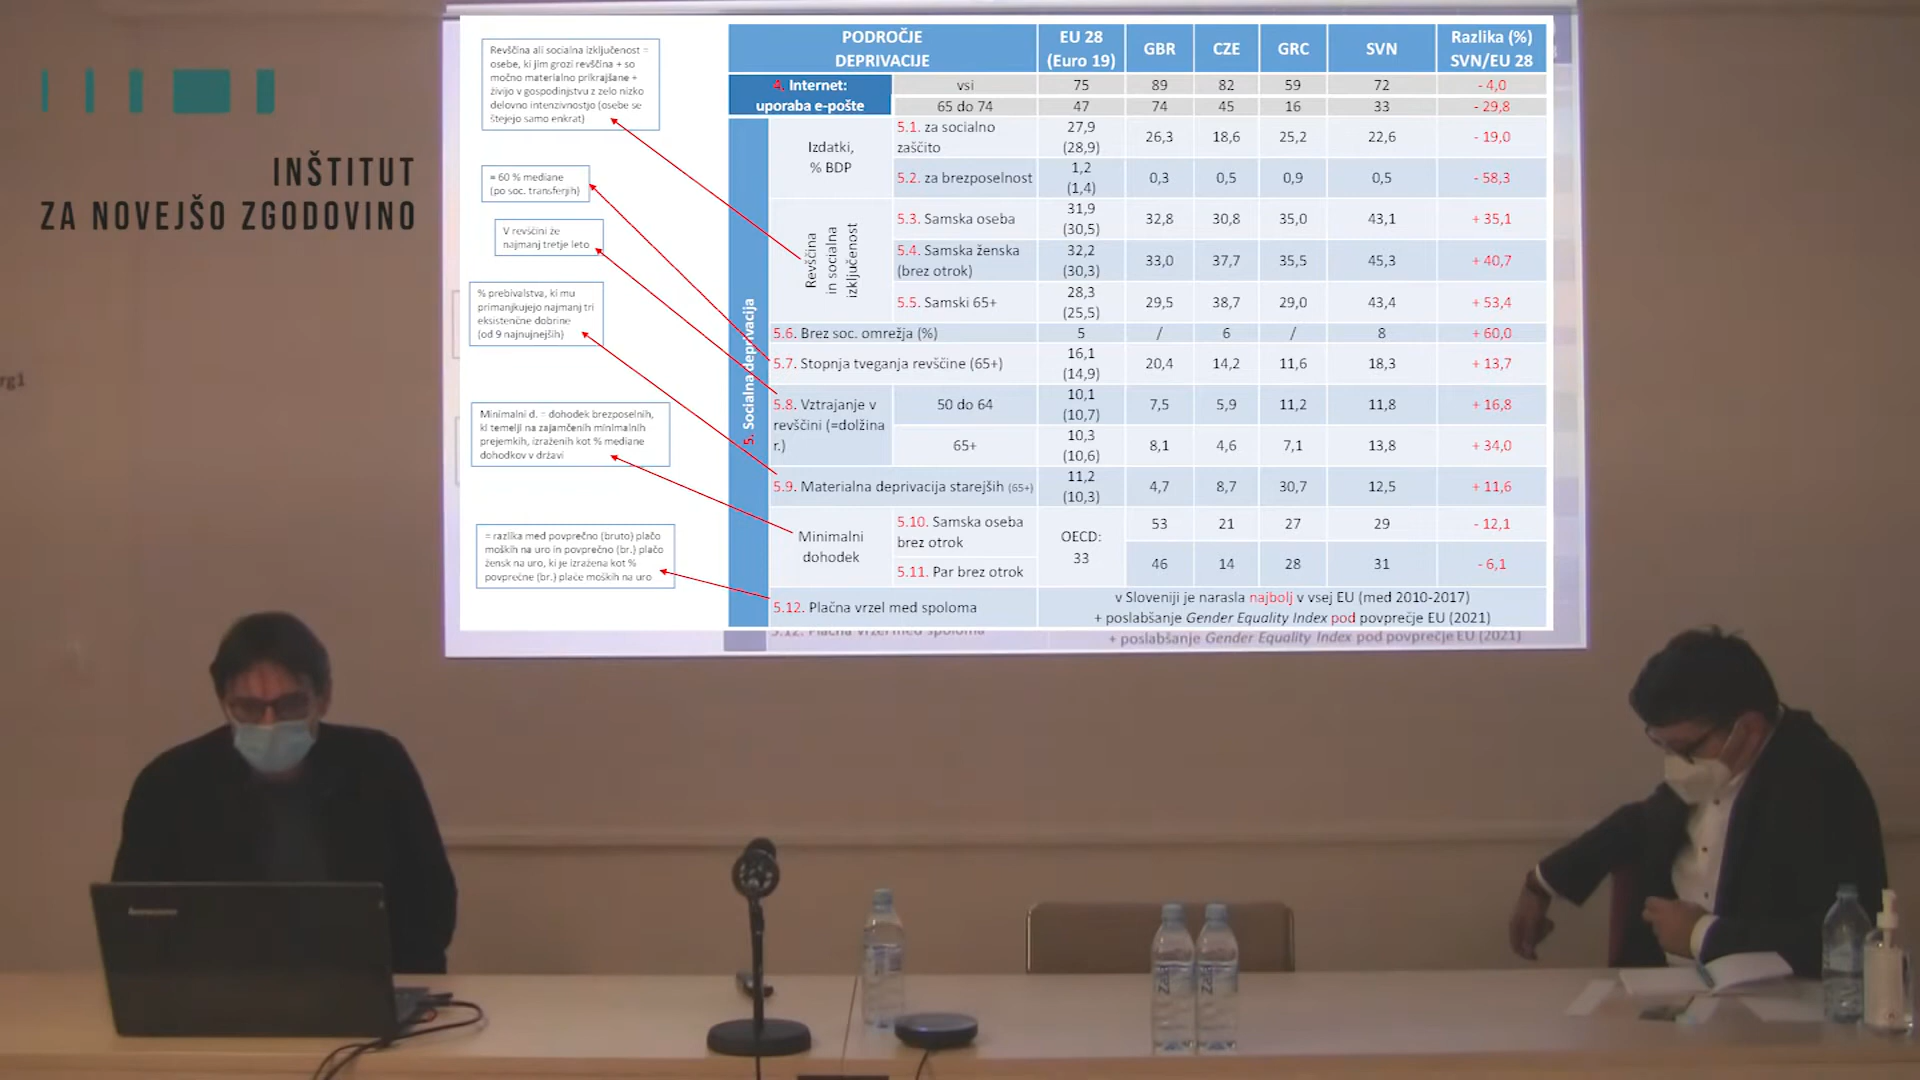 INŠTITUT
ZA NOVEJŠO ZGODOVINO
rg1
Revščina ali socialna izključenost =
osebe, ki jim grozi revščina + so
močno materialno prikrajšane +
živijo v gospodinjstvu z zelo nizko
delovno intenzivnostjo (osebe se
štejejo samo enkrat)
= 60 % mediane
(po soc. transferjih)
V revščini že
najmanj tretje leto
% prebivalstva, ki mu
primanjkujejo najmanj tri
eksistenčne dobrine
(od 9 najnujnejših)
Minimalni d. = dohodek brezposelnih,
ki temelji na zajamčenih minimalnih
prejemkih, izraženih kot % mediane
dohodkov v državi
= razlika med povprečno (bruto) plačo
moških na uro in povprečno (br.) plačo
žensk na uro, ki je izražena kot %
povprečne (br.) plače moških na uro
PODROČJE
DEPRIVACIJE
EU 28
(Euro 19)
GBR
CZE
GRC
SVN
Razlika (%)
SVN/EU 28
4. Internet:
uporaba e-pošte
vsi
75
89
82
59
72
- 4,0
65 do 74
47
74
45
16
33
- 29,8
5. Socialna deprivacija
Izdatki,
% BDP
5.1. za socialno
zaščito
27,9
(28,9)
26,3
18,6
25,2
22,6
- 19,0
5.2. za brezposelnost
1,2
(1,4)
0,3
0,5
0,9
0,5
- 58,3
Revščina
in socialna
izključenost
5.3. Samska oseba
31,9
(30,5)
32,8
30,8
35,0
43,1
+ 35,1
5.4. Samska ženska
(brez otrok)
32,2
(30,3)
33,0
37,7
35,5
45,3
+ 40,7
5.5. Samski 65+
28,3
(25,5)
29,5
38,7
29,0
43,4
+ 53,4
5.6. Brez soc. omrežja (%)
5
/
6
/
8
+ 60,0
5.7. Stopnja tveganja revščine (65+)
16,1
(14,9)
20,4
14,2
11,6
18,3
+ 13,7
5.8. Vztrajanje v
revščini (=dolžina
r.)
50 do 64
10,1
(10,7)
7,5
5,9
11,2
11,8
+ 16,8
65+
10,3
(10,6)
8,1
4,6
7,1
13,8
+ 34,0
5.9. Materialna deprivacija starejših (65+)
11,2
(10,3)
4,7
8,7
30,7
12,5
+ 11,6
Minimalni
dohodek
5.10. Samska oseba
brez otrok
OECD:
33
53
21
27
29
- 12,1
5.11. Par brez otrok
46
14
28
31
- 6,1
5.12. Plačna vrzel med spoloma
v Sloveniji je narasla najbolj v vsej EU (med 2010-2017)
+ poslabšanje Gender Equality Index pod povprečje EU (2021)
5.12. Plačna vrzel med spoloma
+ poslabšanje Gender Equality Index pod povprečje EU (2021)
lenovo